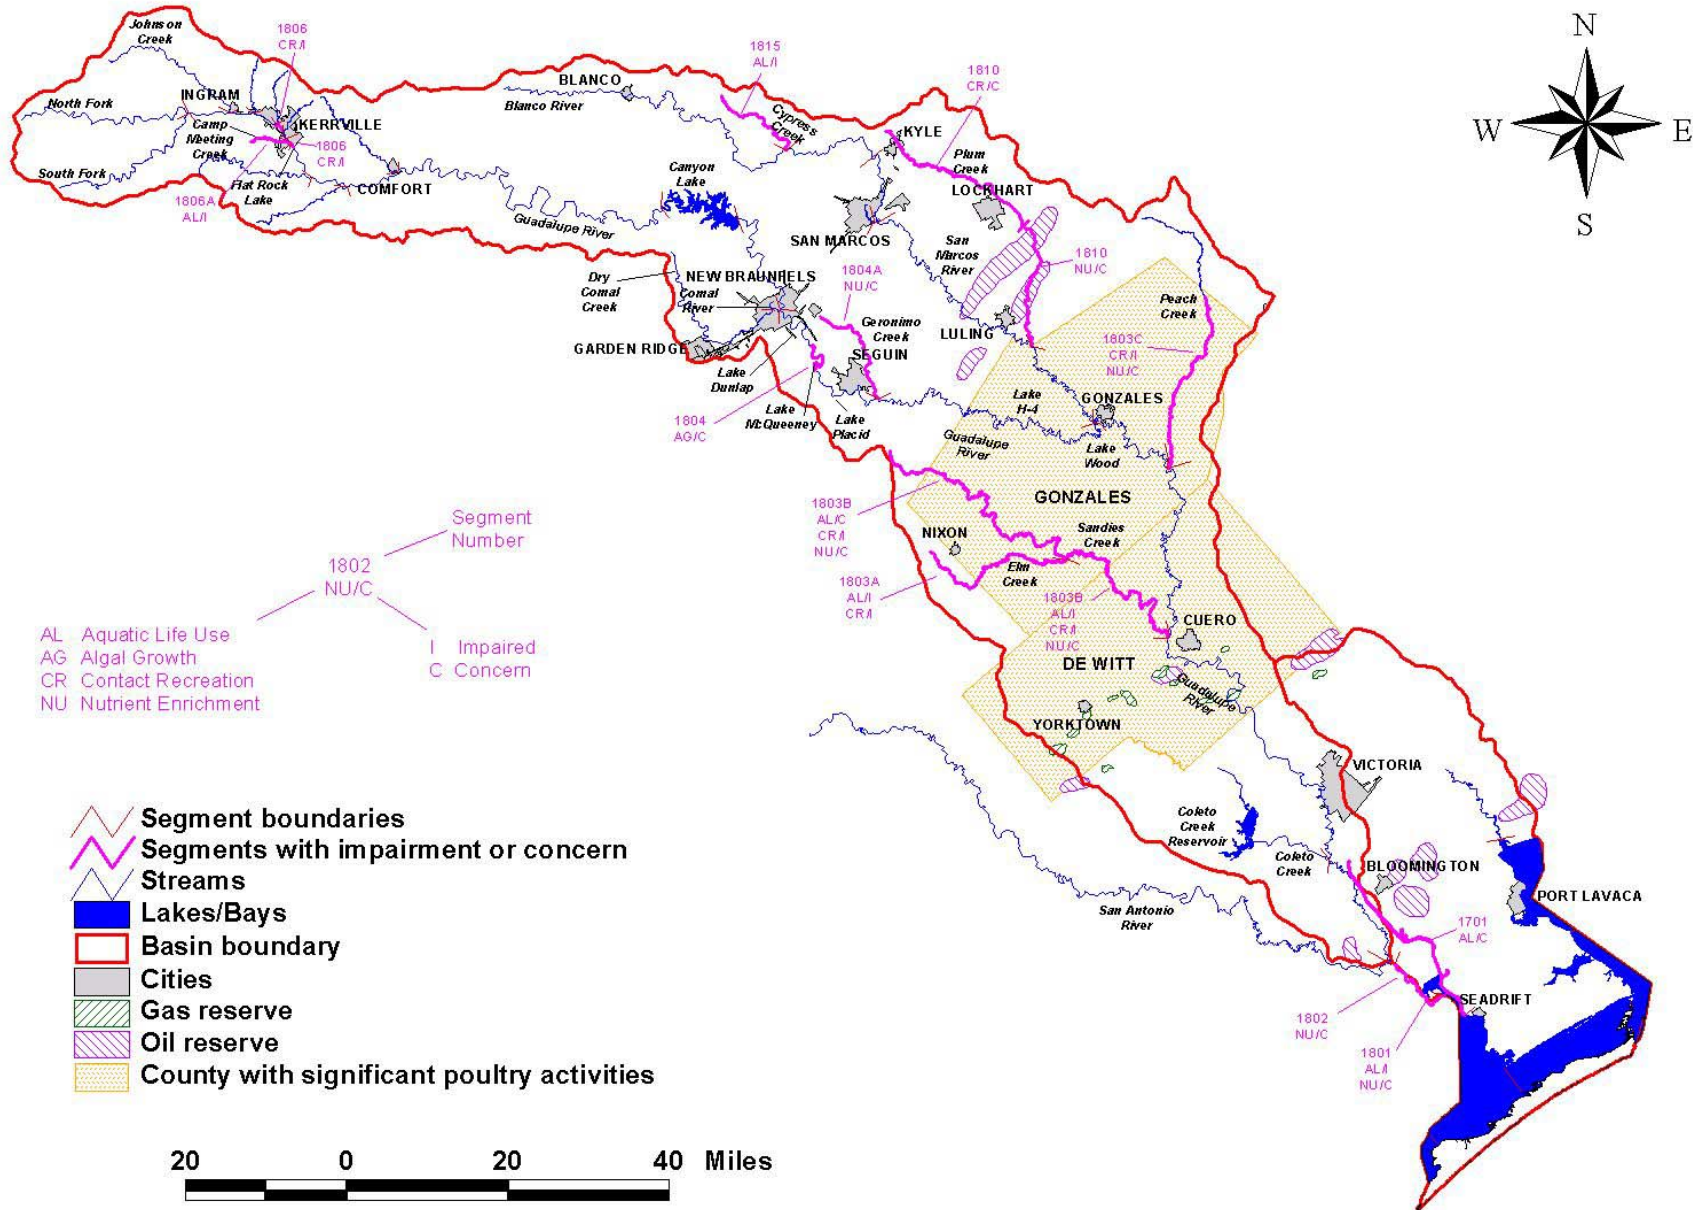 Johnson
Creek
1806
CR/I
1815
AL/I
N
W
E
S
BLANCO
Blanco River
1810
CR/C
INGRAM
North Fork
KERRVILLE
Camp
Meeting
Creek
1806
CR/I
Cypress
Creek
KYLE
Plum
Creek
South Fork
Flat Rock
Lake
COMFORT
1806A
AL/I
Canyon
Lake
LOCKHART
Guadalupe River
SAN MARCOS
San
Marcos
River
1810
NU/C
Dry
Comal
Creek
NEW BRAUNFELS
Comal
River
1804A
NU/C
Geronimo
Creek
Peach
Creek
LULING
GARDEN RIDGE
SEGUIN
1803C
CR/I
NU/C
Lake
Dunlap
Lake
McQueeney
Lake
Placid
1804
AG/C
Lake
H-4
GONZALES
Guadalupe
River
Lake
Wood
GONZALES
1803B
AL/C
CR/I
NU/C
NIXON
Sandies
Creek
Elm
Creek
1803A
AL/I
CR/I
1803B
AL/I
CR/I
NU/C
CUERO
DE WITT
Guadalupe
River
YORKTOWN
Segment
Number
1802
NU/C
AL Aquatic Life Use
AG Algal Growth
CR Contact Recreation
NU Nutrient Enrichment
I Impaired
C Concern
VICTORIA
Coleto
Creek
Reservoir
Coleto
Creek
BLOOMINGTON
PORT LAVACA
San Antonio
River
1701
AL/C
SEADRIFT
1802
NU/C
1801
AL/I
NU/C
Segment boundaries
Segments with impairment or concern
Streams
Lakes/Bays
Basin boundary
Cities
Gas reserve
Oil reserve
County with significant poultry activities
20 0 20 40 Miles